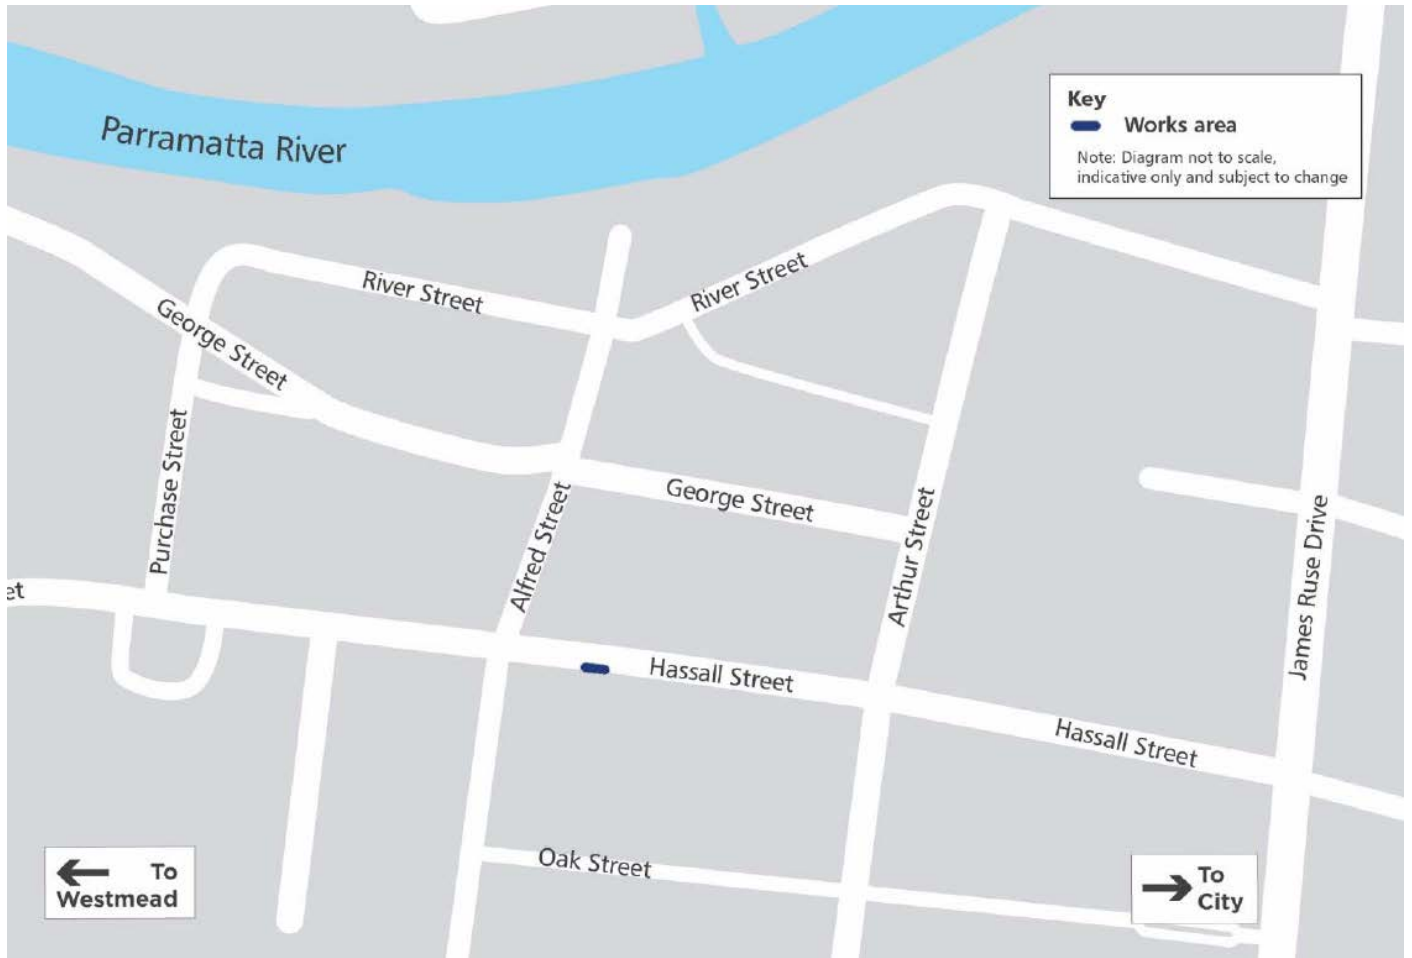 Parramatta River
Key
Works area
Note: Diagram not to scale,
indicative only and subject to change
River Street
River Street
George Street
Purchase Street
George Street
Alfred Street
Arthur Street
James Ruse Drive
et
Hassall Street
Hassall Street
Oak Street
To
Westmead
To
City